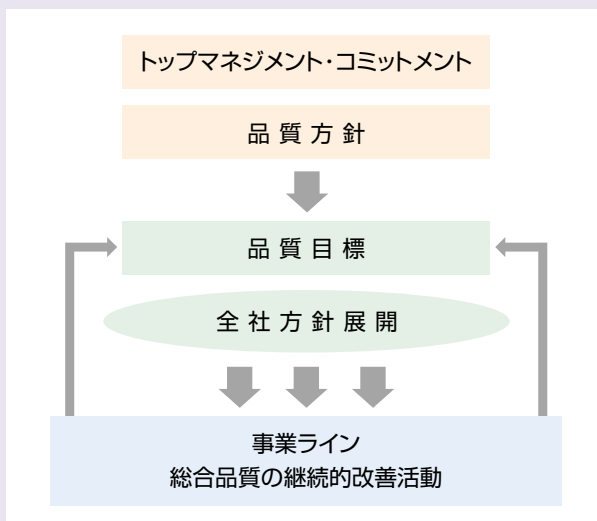 トップマネジメント・コミットメント
品質方針
品質目標
全社方針展開
事業ライン
総合品質の継続的改善活動